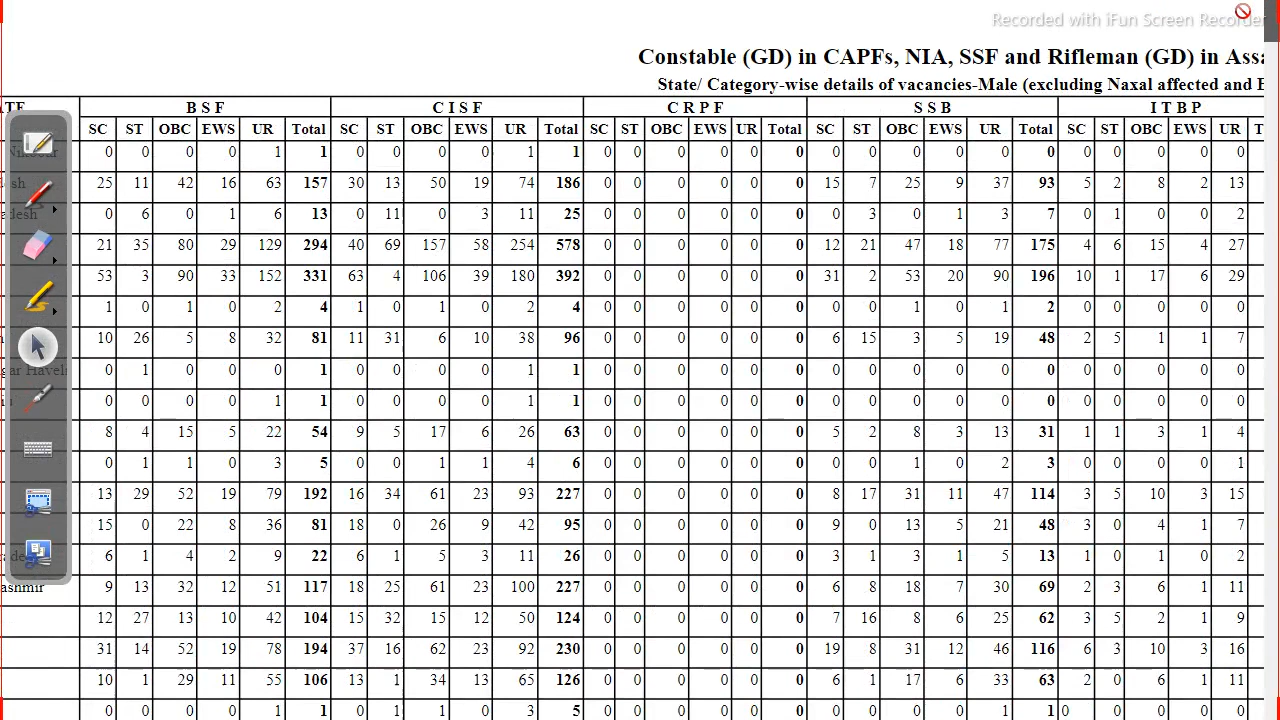 Recorded with iFun Screen Recorder
Constable (GD) in CAPFs, NIA, SSF and Rifleman (GD) in Assa
State/ Category-wise details of vacancies-Male (excluding Naxal affected and B
BSF CISF CRPF SSB ITBP
SC ST OBC EWS UR Total SC ST OBC EWS UR Total SC ST OBC EWS UR Total SC ST OBC EWS UR Total SC ST OBC EWS UR T
0 0 0 0 1 1 0 0 0 0 1 1 0 0 0 0 0 0 0 0 0 0 0 0 0 0 0 0 0
esh 25 11 42 16 63 157 30 13 50 19 74 186 0 0 0 0 0 0 15 7 25 9 37 93 5 2 8 2 13
adesh 0 6 0 1 6 13 0 11 0 3 11 25 0 0 0 0 0 0 0 3 0 1 3 7 0 1 0 0 2
21 35 80 29 129 294 40 69 157 58 254 578 0 0 0 0 0 0 12 21 47 18 77 175 4 6 15 4 27
53 3 90 33 152 331 63 4 106 39 180 392 0 0 0 0 0 0 31 2 53 20 90 196 10 1 17 6 29
1 0 1 0 2 4 1 0 1 0 2 4 0 0 0 0 0 0 0 0 1 0 1 2 0 0 0 0 0
10 26 5 8 32 81 11 31 6 10 38 96 0 0 0 0 0 0 6 15 3 5 19 48 2 5 1 1 7
gar Haveli 0 1 0 0 0 1 0 0 0 0 1 1 0 0 0 0 0 0 0 0 0 0 0 0 0 0 0 0 0
0 0 0 0 1 1 0 0 0 0 1 1 0 0 0 0 0 0 0 0 0 0 0 0 0 0 0 0 0
8 4 15 5 22 54 9 5 17 6 26 63 0 0 0 0 0 0 5 2 8 3 13 31 1 1 3 1 4
0 1 1 0 3 5 0 0 1 1 4 6 0 0 0 0 0 0 0 0 1 0 2 3 0 0 0 0 1
13 29 52 19 79 192 16 34 61 23 93 227 0 0 0 0 0 0 8 17 31 11 47 114 3 5 10 3 15
15 0 22 8 36 81 18 0 26 9 42 95 0 0 0 0 0 0 9 0 13 5 21 48 3 0 4 1 7
rade 6 1 4 2 9 22 6 1 5 3 11 26 0 0 0 0 0 0 3 1 3 1 5 13 1 0 1 0 2
ashmir 9 13 32 12 51 117 18 25 61 23 100 227 0 0 0 0 0 0 6 8 18 7 30 69 2 3 6 1 11
12 27 13 10 42 104 15 32 15 12 50 124 0 0 0 0 0 0 7 16 8 6 25 62 3 5 2 1 9
31 14 52 19 78 194 37 16 62 23 92 230 0 0 0 0 0 0 19 8 31 12 46 116 6 3 10 3 16
10 1 29 11 55 106 13 1 34 13 65 126 0 0 0 0 0 0 6 1 17 6 33 63 2 0 6 1 11
0 0 0 0 1 1 0 1 1 0 3 5 0 0 0 0 0 0 0 0 0 0 1 1 0 0 0 0 0